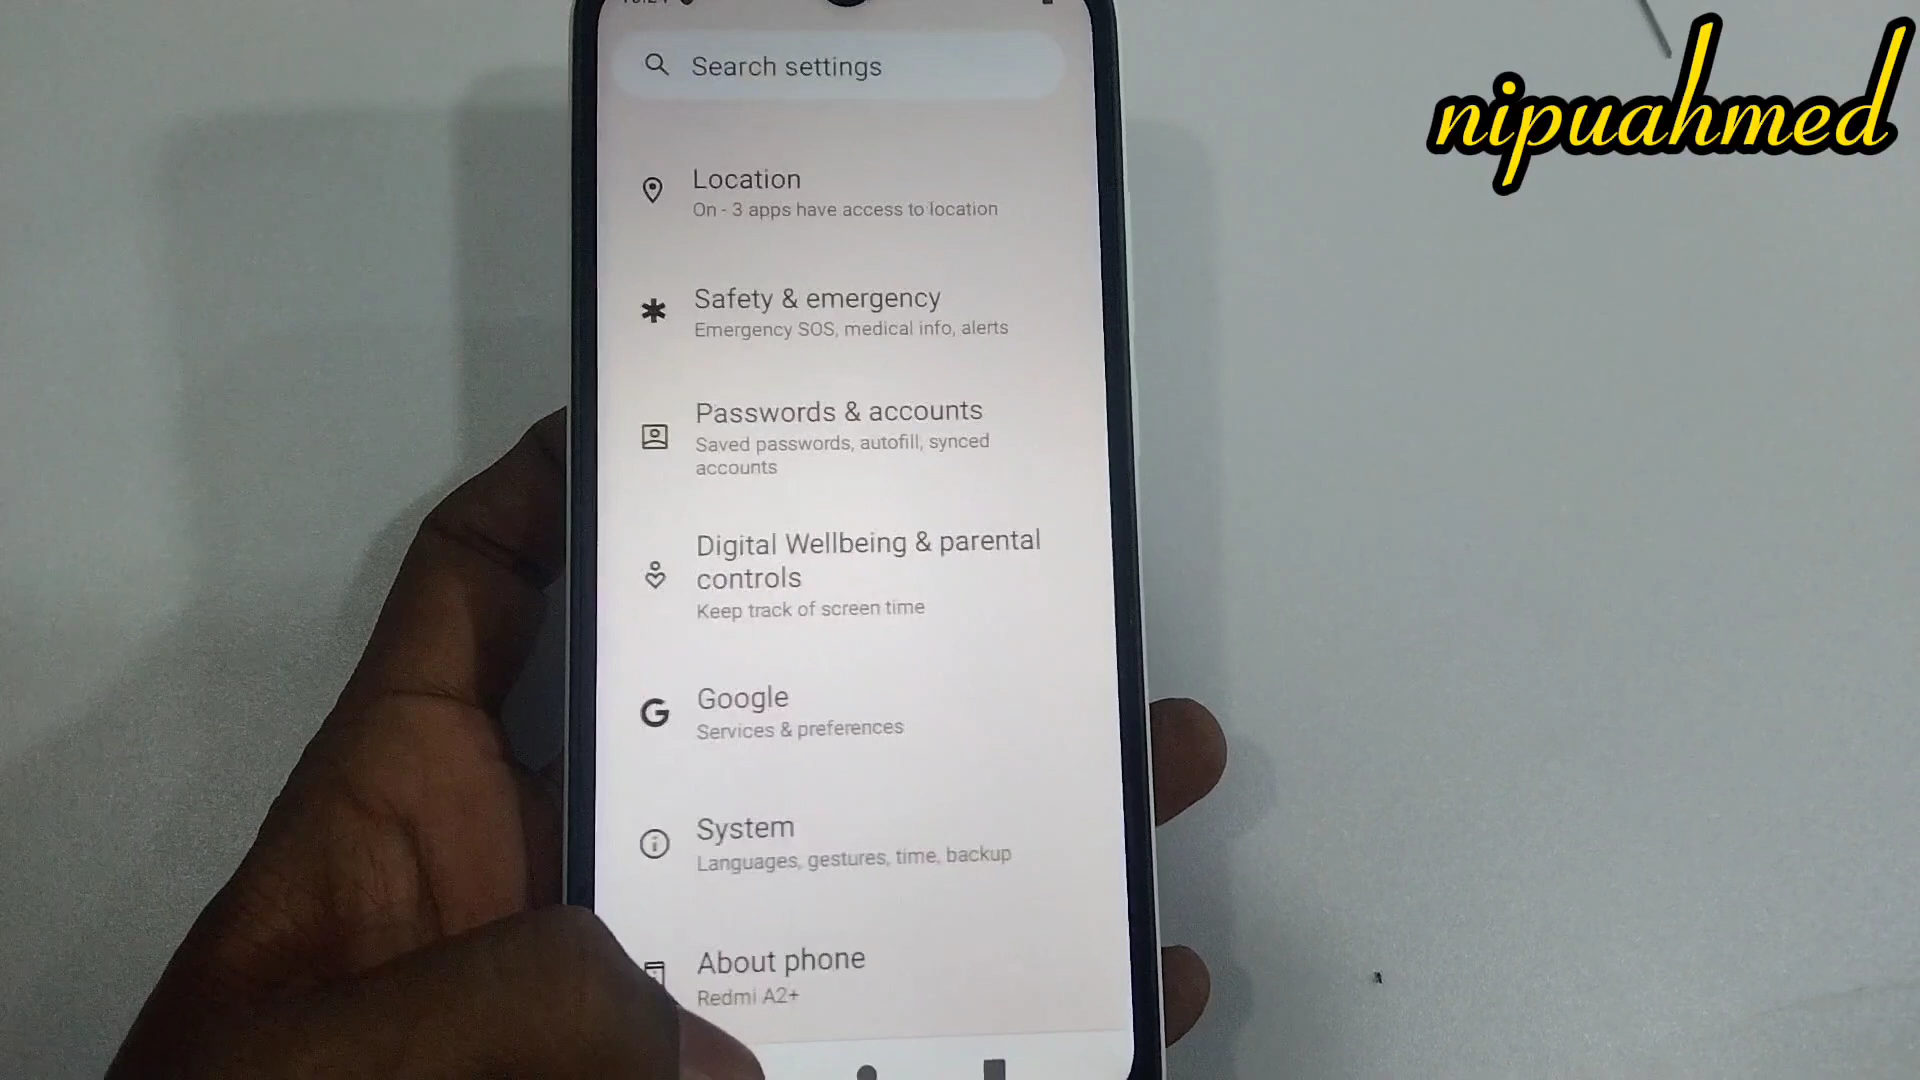 nipuahmed
Search settings
Location
On - 3 apps have access to location
Safety & emergency
Emergency SOS, medical info, alerts
Passwords & accounts
Saved passwords, autofill, synced
accounts
Digital Wellbeing & parental
controls
Keep track of screen time
Google
Services & preferences
System
Languages, gestures, time, backup
About phone
Redmi A2+